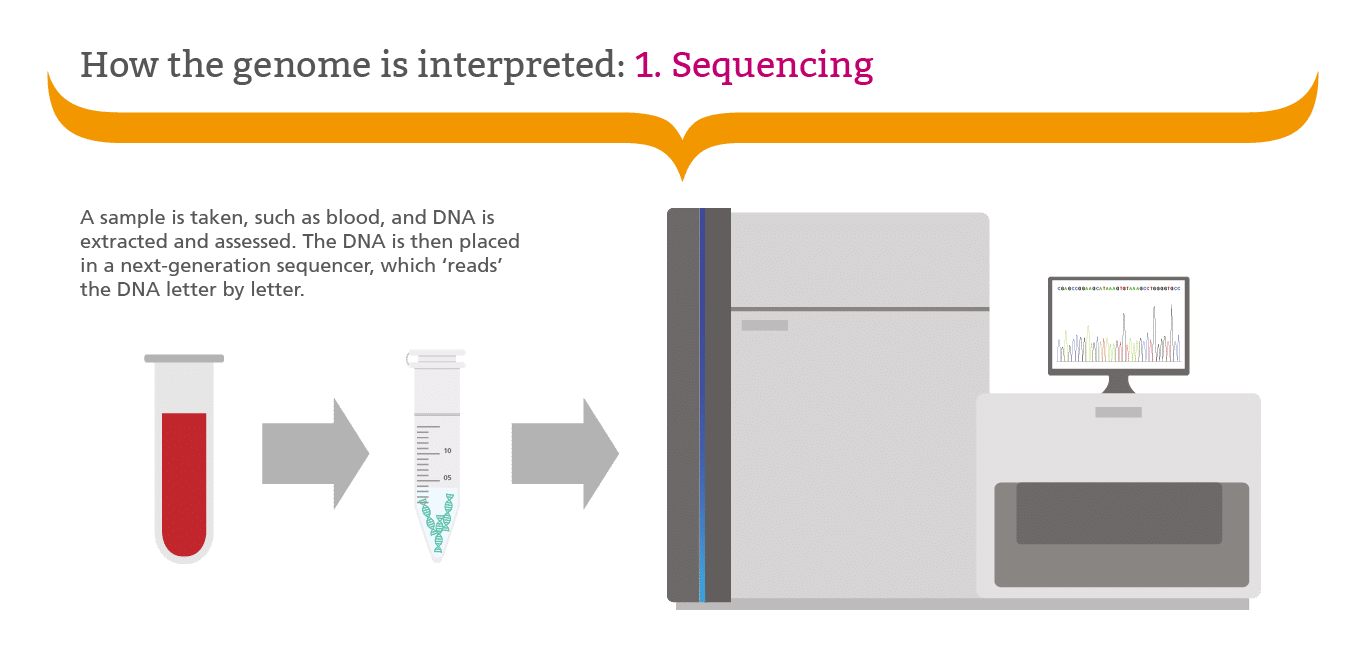 How the genome is interpreted: 1. Sequencing
A sample is taken, such as blood, and DNA is
extracted and assessed. The DNA is then placed
in a next-generation sequencer, which ‘reads’
the DNA letter by letter.
CGAGCCGGAAGCATAAAGTGTAAAGCCTGGGGTGCC
10
05